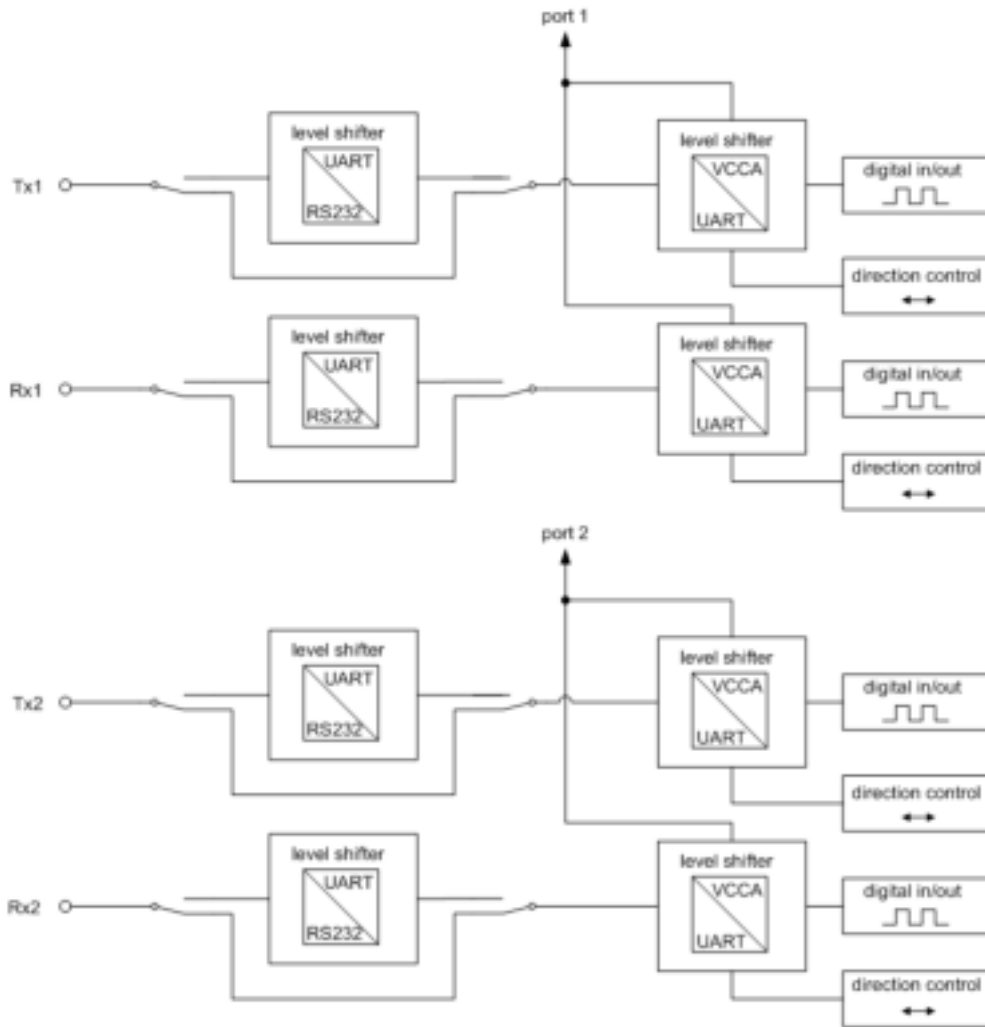 port 1
level shifter
UART
RS232
level shifter
VCCA
UART
digital in/out
Tx1
direction control
level shifter
UART
RS232
level shifter
VCCA
UART
digital in/out
Rx1
direction control
port 2
level shifter
UART
RS232
level shifter
VCCA
UART
digital in/out
Tx2
direction control
level shifter
UART
RS232
level shifter
VCCA
UART
digital in/out
Rx2
direction control